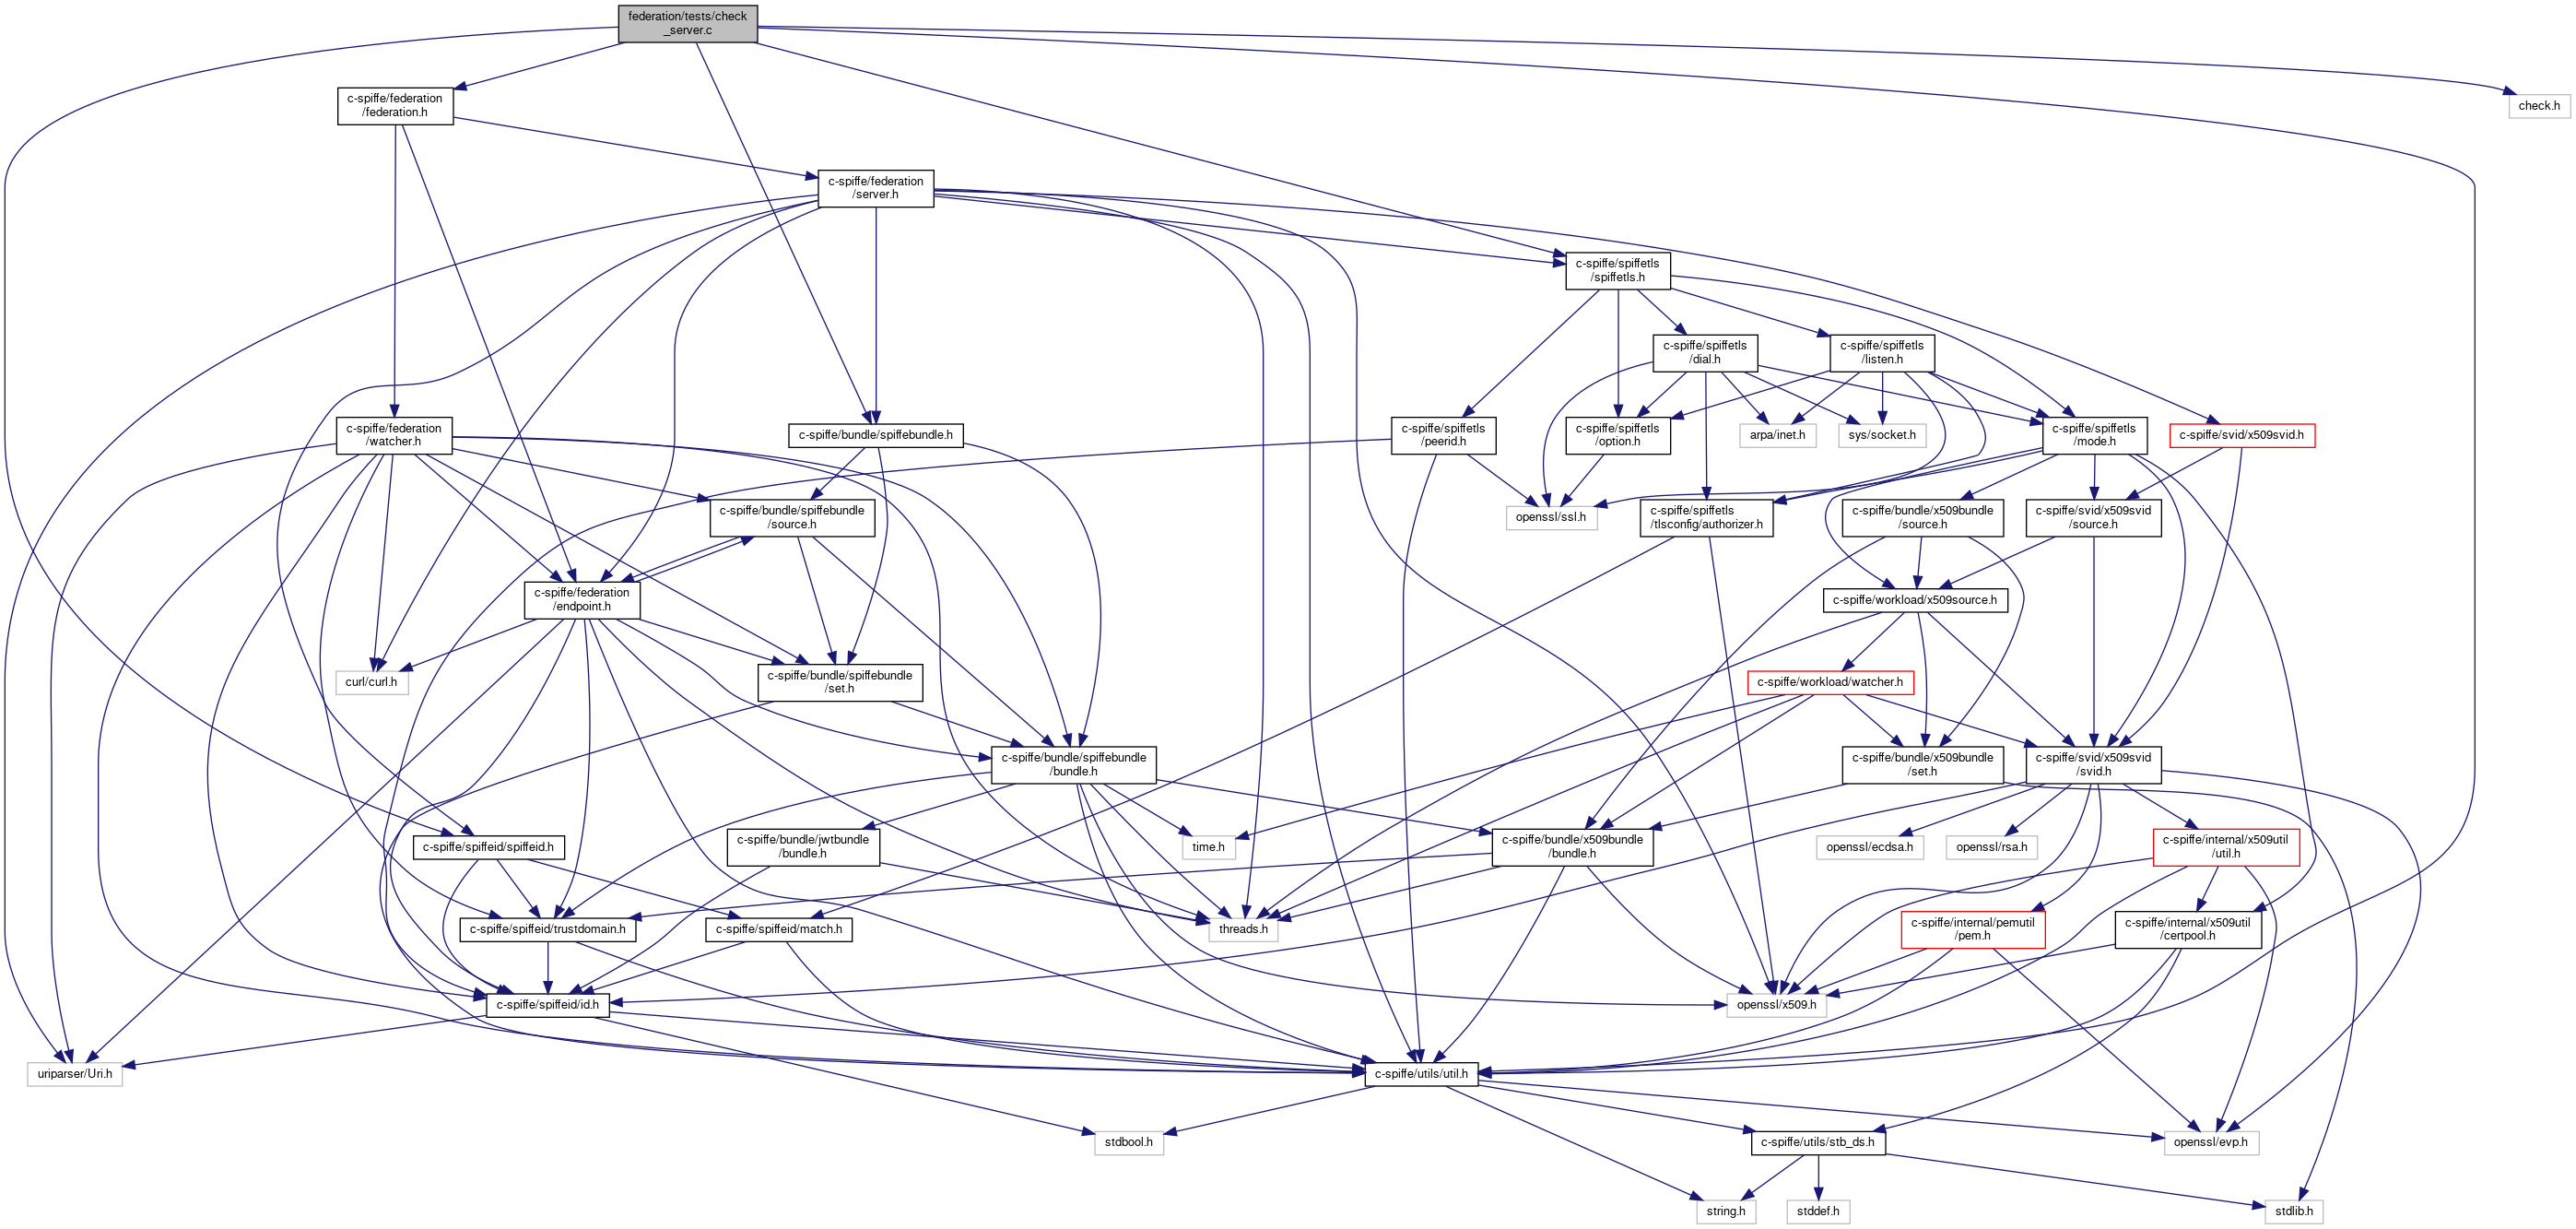 federation/tests/check
_server.c
c-spiffe/federation
/federation.h
check.h
c-spiffe/federation
/server.h
c-spiffe/spiffetls
/spiffetls.h
c-spiffe/spiffetls
/dial.h
c-spiffe/spiffetls
/listen.h
c-spiffe/federation
/watcher.h
c-spiffe/bundle/spiffebundle.h
c-spiffe/spiffetls
/peerid.h
c-spiffe/spiffetls
/option.h
arpa/inet.h
sys/socket.h
c-spiffe/spiffetls
/mode.h
c-spiffe/svid/x509svid.h
c-spiffe/bundle/spiffebundle
/source.h
openssl/ssl.h
c-spiffe/spiffetls
/tlsconfig/authorizer.h
c-spiffe/bundle/x509bundle
/source.h
c-spiffe/svid/x509svid
/source.h
c-spiffe/federation
/endpoint.h
c-spiffe/workload/x509source.h
curl/curl.h
c-spiffe/bundle/spiffebundle
/set.h
c-spiffe/workload/watcher.h
c-spiffe/bundle/spiffebundle
/bundle.h
c-spiffe/bundle/x509bundle
/set.h
c-spiffe/svid/x509svid
/svid.h
c-spiffe/spiffeid/spiffeid.h
c-spiffe/bundle/jwtbundle
/bundle.h
time.h
c-spiffe/bundle/x509bundle
/bundle.h
openssl/ecdsa.h
openssl/rsa.h
c-spiffe/internal/x509util
/util.h
c-spiffe/spiffeid/trustdomain.h
c-spiffe/spiffeid/match.h
threads.h
c-spiffe/internal/pemutil
/pem.h
c-spiffe/internal/x509util
/certpool.h
c-spiffe/spiffeid/id.h
openssl/x509.h
uriparser/Uri.h
c-spiffe/utils/util.h
stdbool.h
c-spiffe/utils/stb_ds.h
openssl/evp.h
string.h
stddef.h
stdlib.h